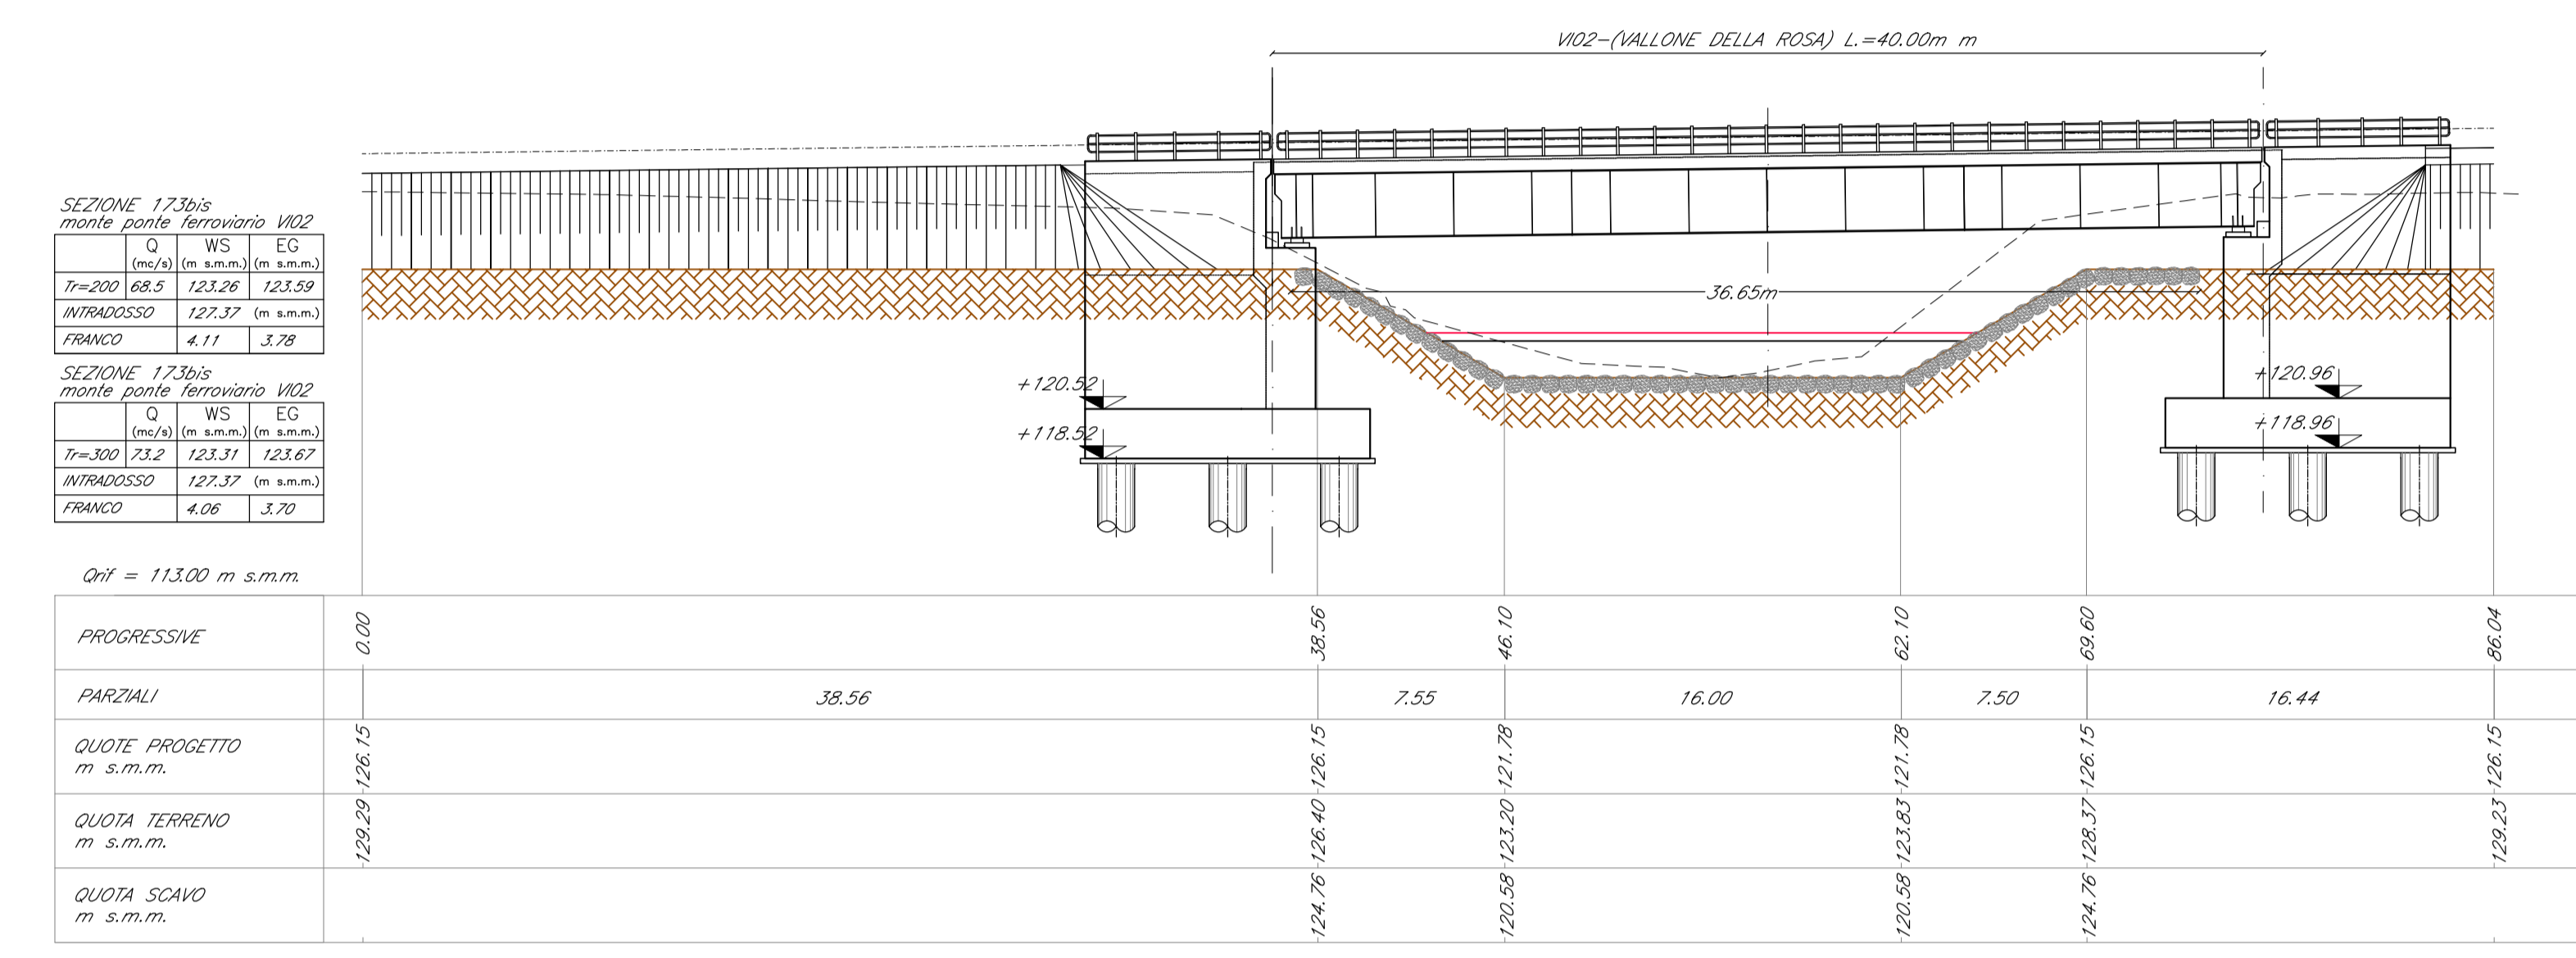 VI02-(VALLONE DELLA ROSA) L.=40.00m m
SEZIONE 173bis
monte ponte ferroviario VI02
Q (mc/s) WS (m s.m.m.) EG (m s.m.m.)
Tr=200 68.5 123.26 123.59
INTRADOSSO 127.37 (m s.m.m.)
FRANCO 4.11 3.78
SEZIONE 173bis
monte ponte ferroviario VI02
Q (mc/s) WS (m s.m.m.) EG (m s.m.m.)
Tr=300 73.2 123.31 123.67
INTRADOSSO 127.37 (m s.m.m.)
FRANCO 4.06 3.70
36.65m
+120.52
+118.52
+120.96
+118.96
Qrif = 113.00 m s.m.m.
PROGRESSIVE 0.00 38.56 46.10 62.10 69.60 86.04
PARZIALI 38.56 7.55 16.00 7.50 16.44
QUOTE PROGETTO
m s.m.m.
126.15 126.15 121.78 121.78 126.15 126.15
QUOTA TERRENO
m s.m.m.
129.29 126.40 123.20 123.83 128.37 129.23
QUOTA SCAVO
m s.m.m.
124.76 120.58 120.58 124.76